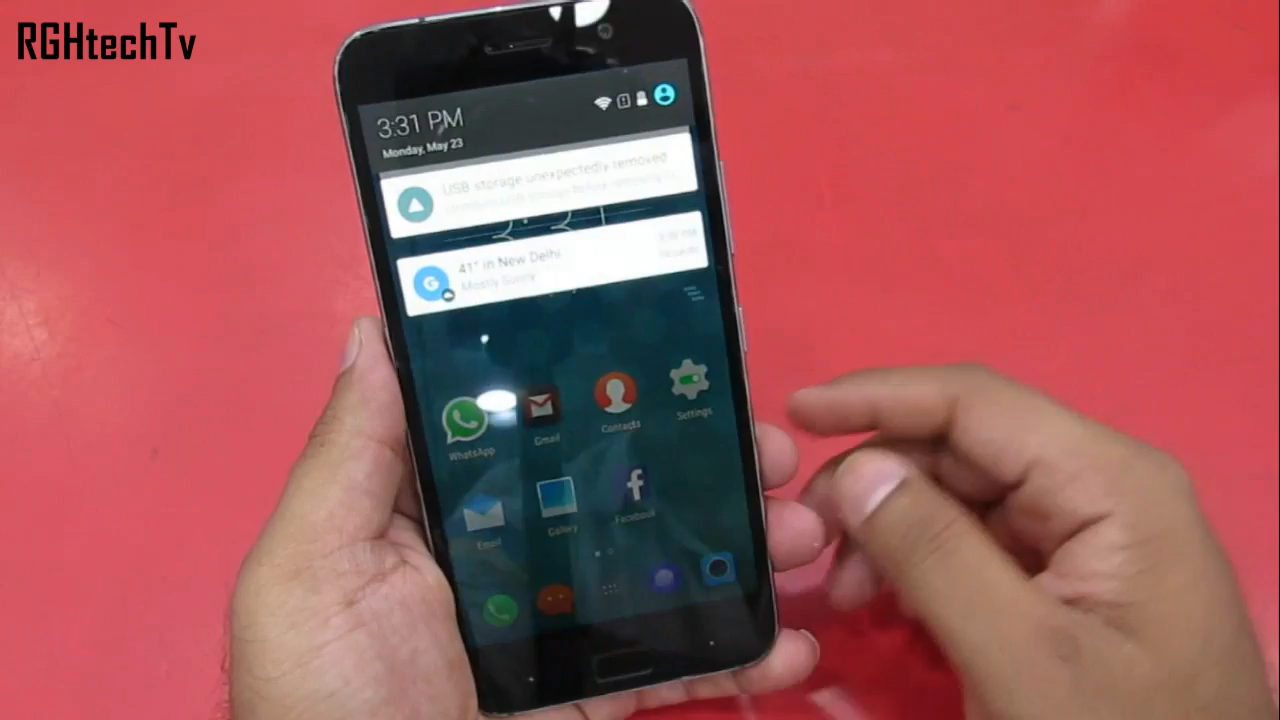 RGHtechTv
3:31 PM
Monday, May 23
USB storage unexpectedly removed
41° in New Delhi
Mostly Sunny
WhatsApp
Gmail
Contacts
Settings
Email
Gallery
Facebook